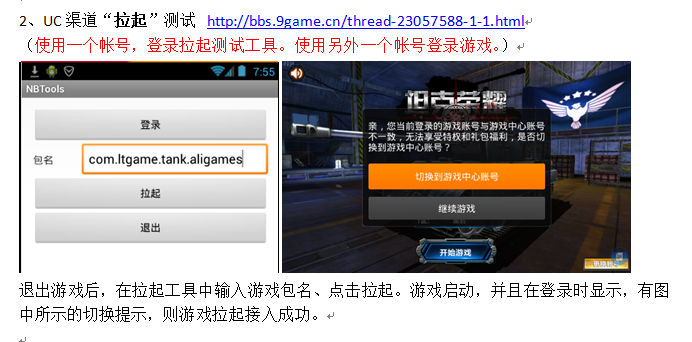 2、UC 渠道“拉起”测试 http://bbs.9game.cn/thread-23057588-1-1.html
（使用一个帐号，登录拉起测试工具。使用另外一个帐号登录游戏。）
7:55
NBTools
登录
包名 com.ltgame.tank.aligames
拉起
退出
坦克荣耀
亲，您当前登录的游戏账号与游戏中心账号
不一致，无法享受特权和礼包福利，是否切
换到游戏中心账号？
切换到游戏中心账号
继续游戏
开始游戏
退出游戏后，在拉起工具中输入游戏包名、点击拉起。游戏启动，并且在登录时显示，有图
中所示的切换提示，则游戏拉起接入成功。